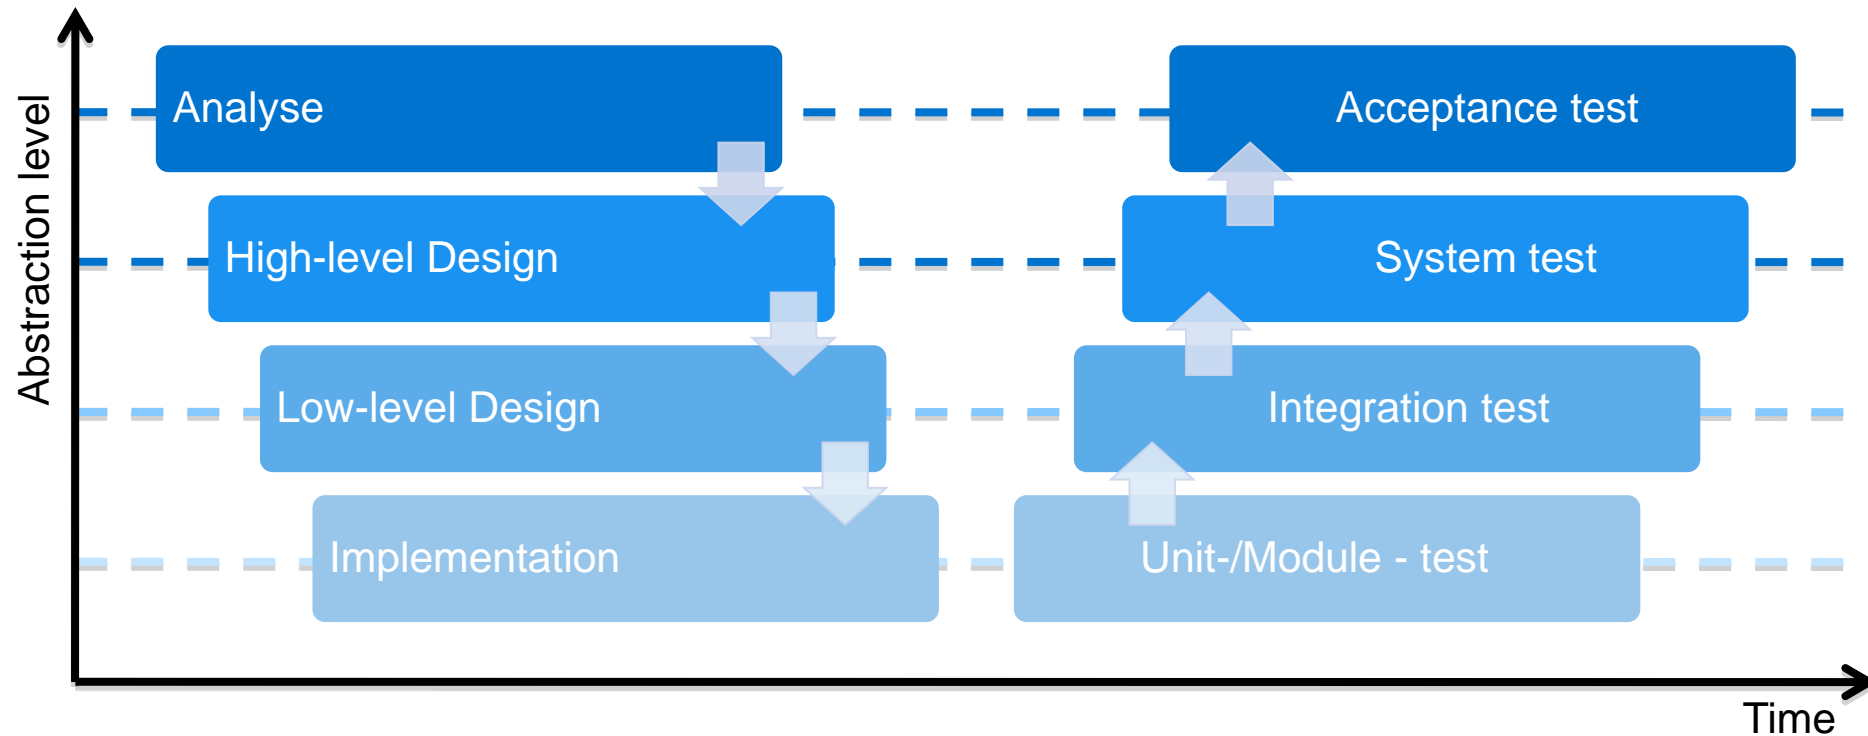 Abstraction level
Analyse
Acceptance test
High-level Design
System test
Low-level Design
Integration test
Implementation
Unit-/Module - test
Time